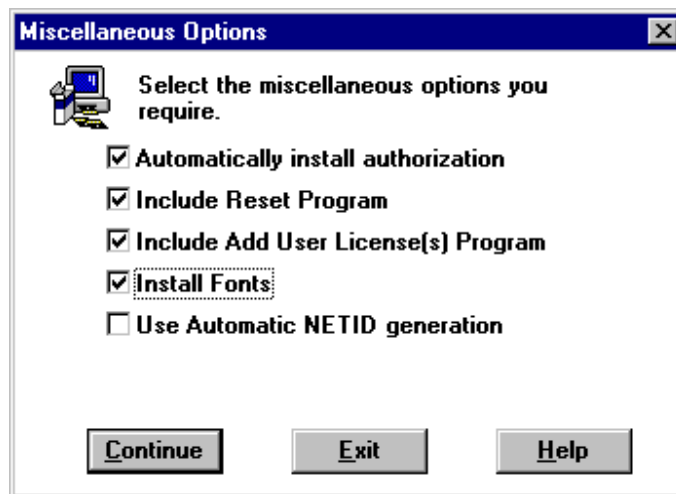 Miscellaneous Options
Select the miscellaneous options you
require.
Automatically install authorization
Include Reset Program
Include Add User License(s) Program
Install Fonts
Use Automatic NETID generation
Continue Exit Help